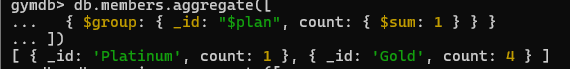 gymdb> db.members.aggregate([
...   { $group: { _id: "$plan", count: { $sum: 1 } } }
... ])
[ { _id: 'Platinum', count: 1 }, { _id: 'Gold', count: 4 } ]